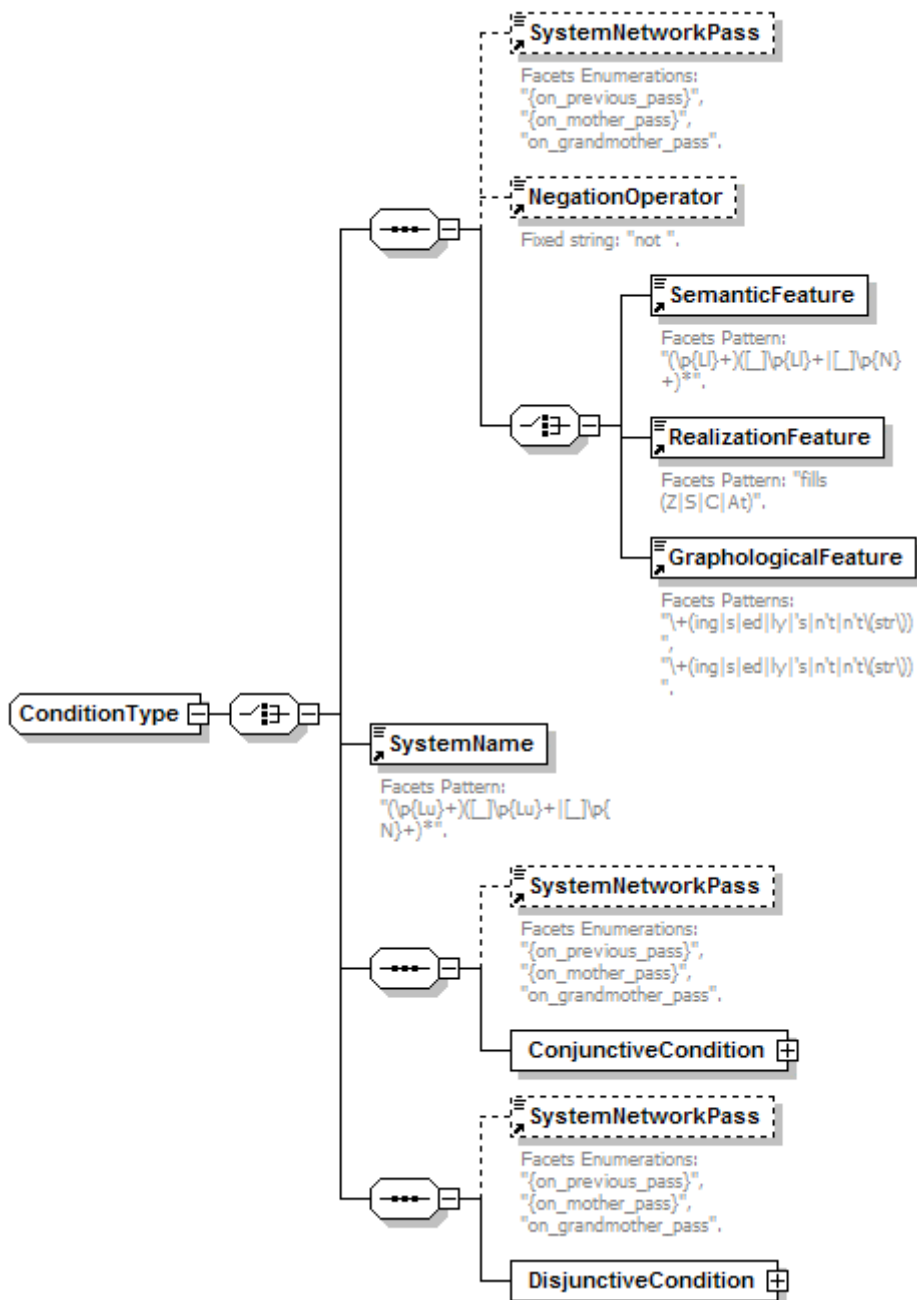 SystemNetworkPass
Facets Enumerations:
"{on_previous_pass}",
"{on_mother_pass}",
"on_grandmother_pass".
NegationOperator
Fixed string: "not ".
SemanticFeature
Facets Pattern:
"(\p{Ll}+)([_]\p{Ll}+|[_]\p{N}
+)*".
RealizationFeature
Facets Pattern: "fills
(Z|S|C|At)".
GraphologicalFeature
Facets Patterns:
"\+(ing|s|ed|ly|'s|n't|n't\(str\))
",
"\+(ing|s|ed|ly|'s|n't|n't\(str\))
".
ConditionType
SystemName
Facets Pattern:
"(\p{Lu}+)([_]\p{Lu}+|[_]\p{
N}+)*".
SystemNetworkPass
Facets Enumerations:
"{on_previous_pass}",
"{on_mother_pass}",
"on_grandmother_pass".
ConjunctiveCondition
SystemNetworkPass
Facets Enumerations:
"{on_previous_pass}",
"{on_mother_pass}",
"on_grandmother_pass".
DisjunctiveCondition